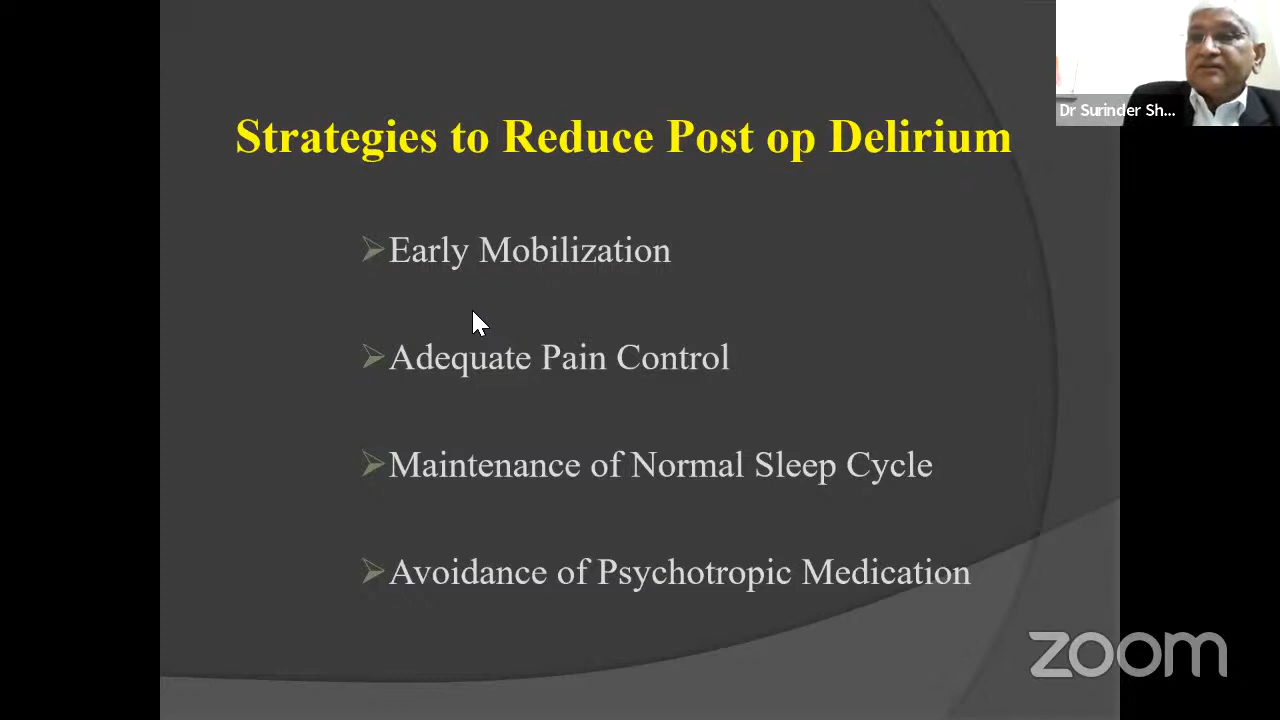 Dr Surinder Sh...
Strategies to Reduce Post op Delirium
Early Mobilization
Adequate Pain Control
Maintenance of Normal Sleep Cycle
Avoidance of Psychotropic Medication
zoom